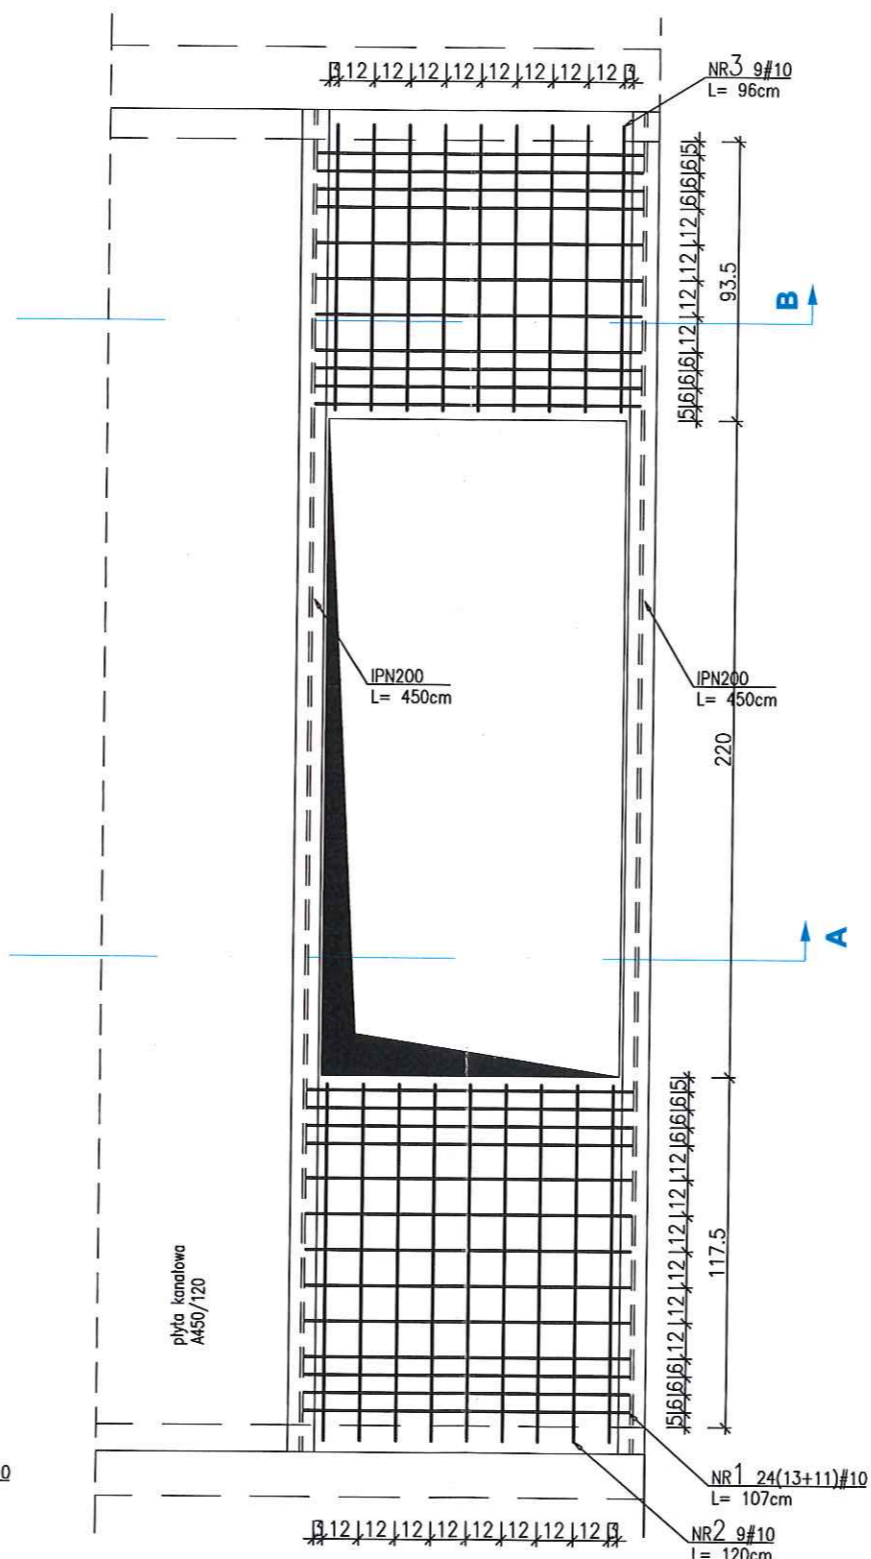 3 12 12 12 12 12 12 12 12 3
NR3 9#10
L= 96cm
5 6 6 6 12 12 12 12 6 6 6 5
93.5
B
IPN200
L= 450cm
IPN200
L= 450cm
220
A
5 6 6 6 12 12 12 12 12 12 6 6 6 5
117.5
płyta kanałowa
A450/120
0
NR1 24(13+11)#10
L= 107cm
NR2 9#10
L= 120cm
3 12 12 12 12 12 12 12 12 3